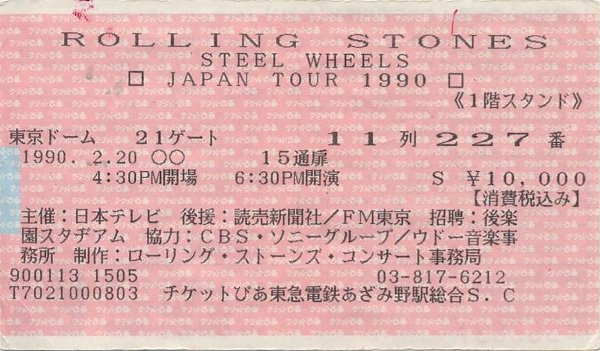 ROLLING STONES
STEEL WHEELS
□ JAPAN TOUR 1990 □
《1階スタンド》
東京ドーム 21ゲート 11列 227番
1990. 2.20 ○○ 15通扉
4:30PM開場 6:30PM開演 S ¥10,000
【消費税込み】
主催:日本テレビ 後援:読売新聞社/FM東京 招聘:後楽
園スタヂアム 協力:CBS・ソニーグループ/ウドー音楽事
務所 制作:ローリング・ストーンズ・コンサート事務局
900113 1505 03-817-6212
T7021000803 チケットぴあ東急電鉄あざみ野駅総合S.C